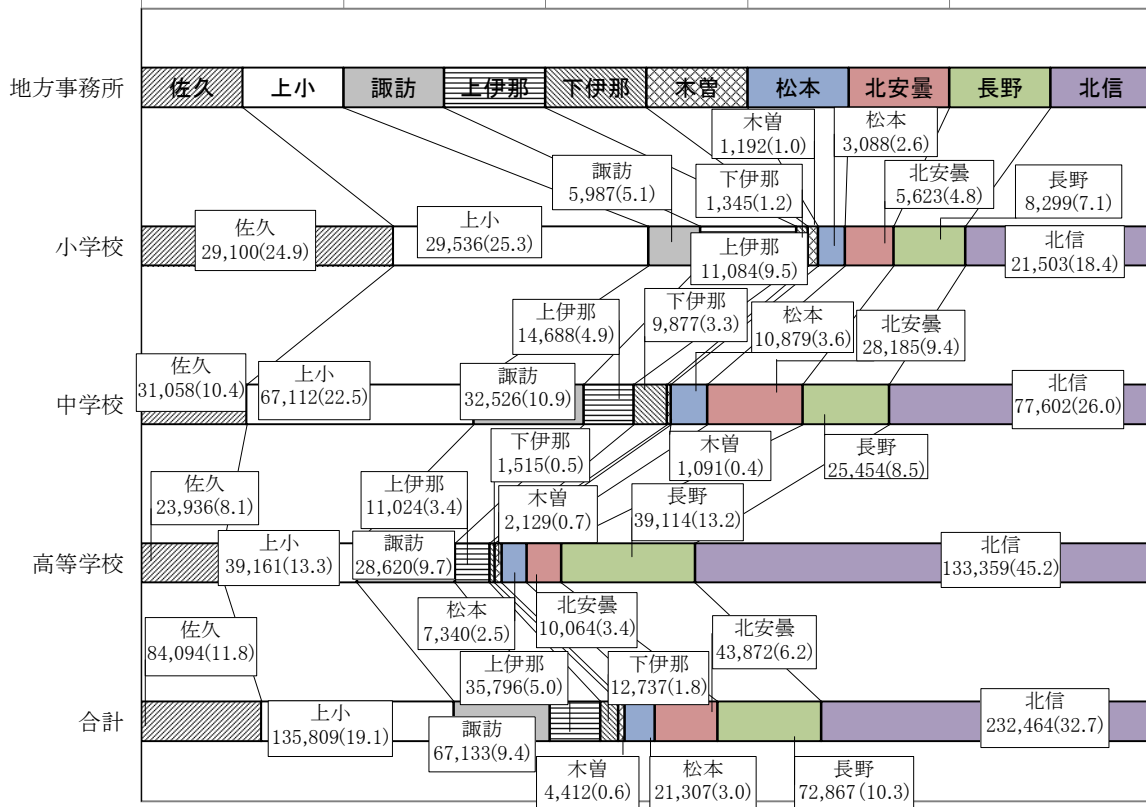 地方事務所
佐久
上小
諏訪
上伊那
下伊那
木曽
松本
北安曇
長野
北信
小学校
佐久
29,100(24.9)
上小
29,536(25.3)
諏訪
5,987(5.1)
上伊那
11,084(9.5)
下伊那
1,345(1.2)
木曽
1,192(1.0)
松本
3,088(2.6)
北安曇
5,623(4.8)
長野
8,299(7.1)
北信
21,503(18.4)
中学校
佐久
31,058(10.4)
上小
67,112(22.5)
諏訪
32,526(10.9)
上伊那
14,688(4.9)
下伊那
9,877(3.3)
木曽
1,091(0.4)
松本
10,879(3.6)
北安曇
28,185(9.4)
長野
25,454(8.5)
北信
77,602(26.0)
高等学校
佐久
23,936(8.1)
上小
39,161(13.3)
諏訪
28,620(9.7)
上伊那
11,024(3.4)
下伊那
1,515(0.5)
木曽
2,129(0.7)
松本
7,340(2.5)
北安曇
10,064(3.4)
長野
39,114(13.2)
北信
133,359(45.2)
合計
佐久
84,094(11.8)
上小
135,809(19.1)
諏訪
67,133(9.4)
上伊那
35,796(5.0)
下伊那
12,737(1.8)
木曽
4,412(0.6)
松本
21,307(3.0)
北安曇
43,872(6.2)
長野
72,867(10.3)
北信
232,464(32.7)